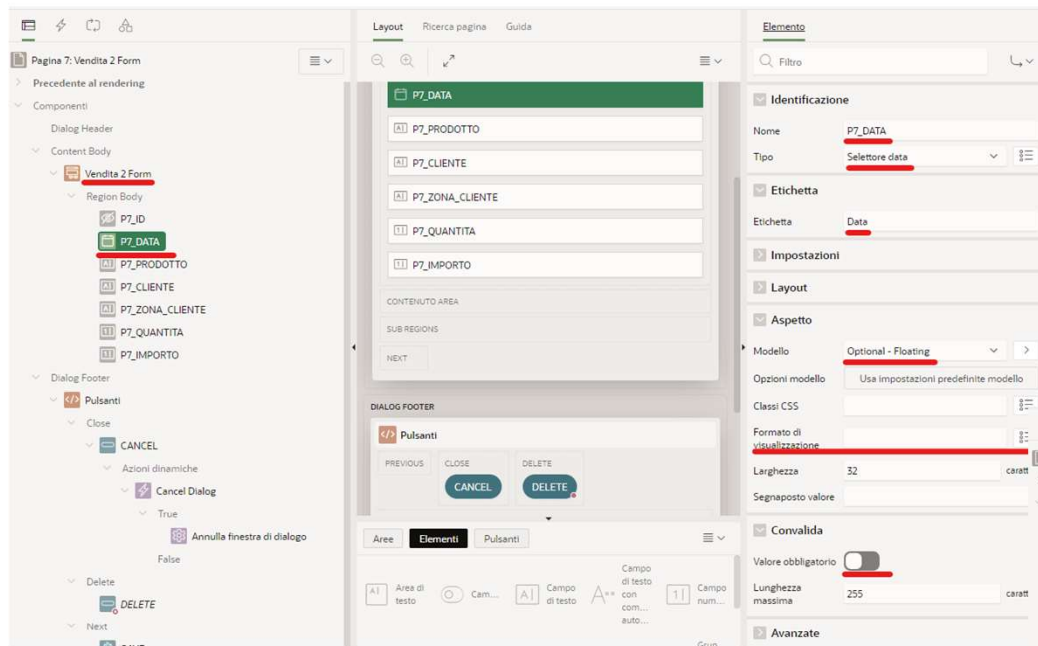 Pagina 7: Vendita 2 Form
Precedente al rendering
Componenti
Dialog Header
Content Body
Vendita 2 Form
Region Body
P7_ID
P7_DATA
P7_PRODOTTO
P7_CLIENTE
P7_ZONA_CLIENTE
P7_QUANTITA
P7_IMPORTO
Dialog Footer
Pulsanti
Close
CANCEL
Azioni dinamiche
Cancel Dialog
True
Annulla finestra di dialogo
False
Delete
DELETE
Next
Layout Ricerca pagina Guida
P7_DATA
P7_PRODOTTO
P7_CLIENTE
P7_ZONA_CLIENTE
P7_QUANTITA
P7_IMPORTO
CONTENUTO AREA
SUB REGIONS
NEXT
DIALOG FOOTER
Pulsanti
PREVIOUS CLOSE DELETE
CANCEL DELETE
Aree Elementi Pulsanti
Area di testo
Cam...
Campo di testo
Campo di testo con com... auto...
Campo num...
Elemento
Filtro
Identificazione
Nome P7_DATA
Tipo Selettore data
Etichetta
Etichetta Data
Impostazioni
Layout
Aspetto
Modello Optional - Floating
Opzioni modello Usa impostazioni predefinite modello
Classi CSS
Formato di visualizzazione
Larghezza 32 caratt
Segnaposto valore
Convalida
Valore obbligatorio
Lunghezza massima 255 caratt
Avanzate